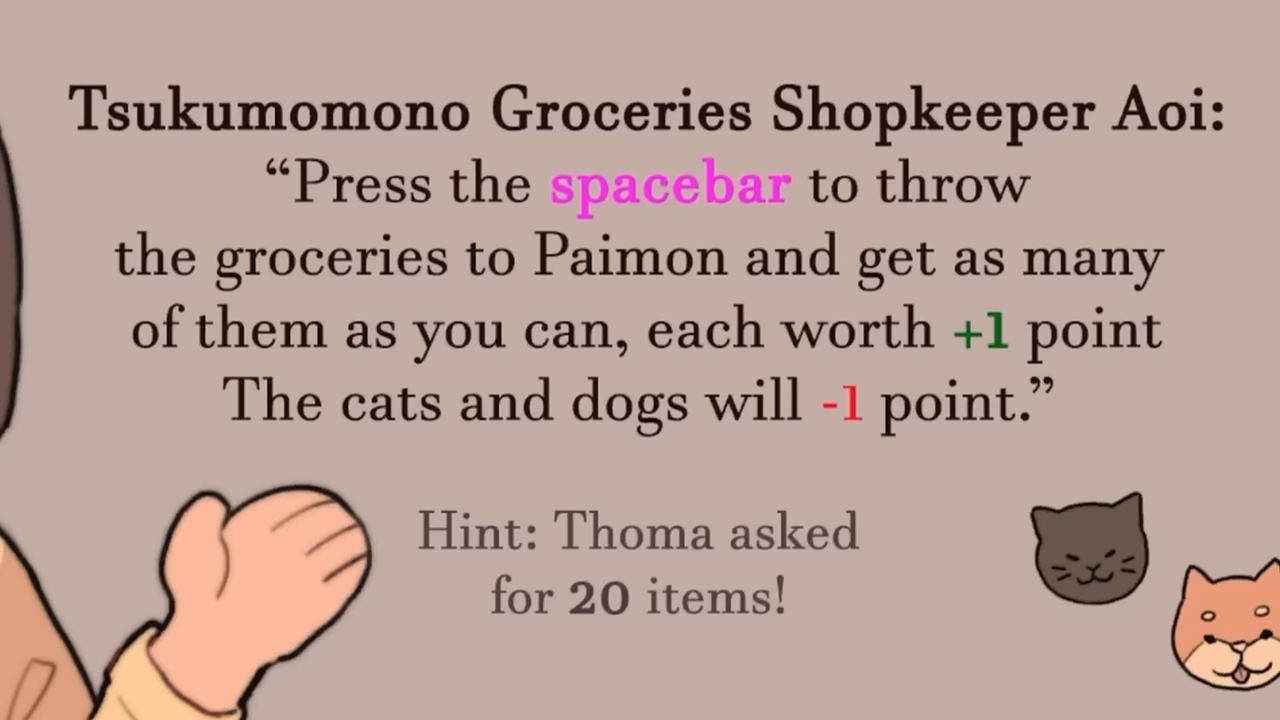 Tsukumomono Groceries Shopkeeper Aoi:
“Press the spacebar to throw
the groceries to Paimon and get as many
of them as you can, each worth +1 point
The cats and dogs will -1 point.”
Hint: Thoma asked
for 20 items!